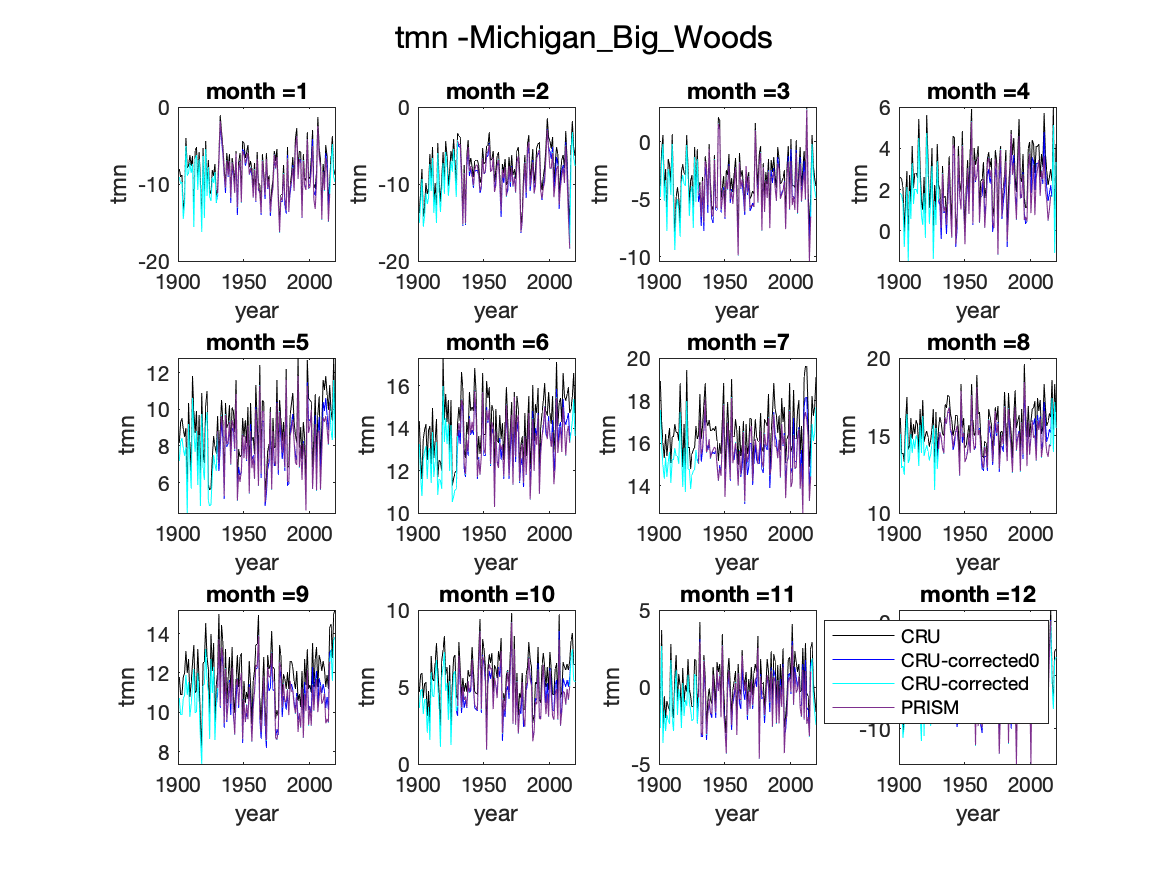 tmn -Michigan_Big_Woods
month =1
0
-10
-20
tmn
1900 1950 2000
year
month =2
0
-10
-20
tmn
1900 1950 2000
year
month =3
0
-5
-10
tmn
1900 1950 2000
year
month =4
6
4
2
0
tmn
1900 1950 2000
year
month =5
12
10
8
6
tmn
1900 1950 2000
year
month =6
16
14
12
10
tmn
1900 1950 2000
year
month =7
20
18
16
14
tmn
1900 1950 2000
year
month =8
20
15
10
tmn
1900 1950 2000
year
month =9
14
12
10
8
tmn
1900 1950 2000
year
month =10
10
5
0
tmn
1900 1950 2000
year
month =11
5
0
-5
tmn
1900 1950 2000
year
month =12
-10
1900 1950 2000
year
CRU
CRU-corrected0
CRU-corrected
PRISM